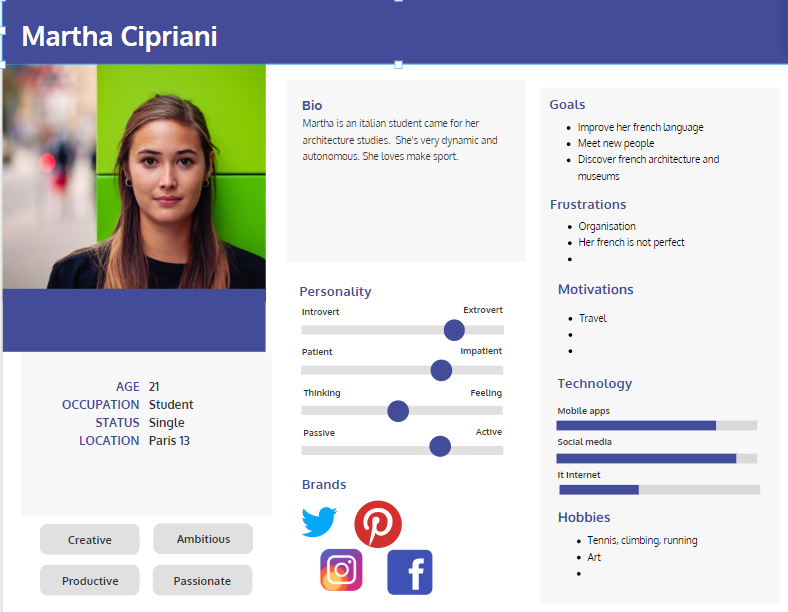 Martha Cipriani
AGE 21
OCCUPATION Student
STATUS Single
LOCATION Paris 13
Creative
Ambitious
Productive
Passionate
Bio
Martha is an italian student came for her
architecture studies. She's very dynamic and
autonomous. She loves make sport.
Personality
Introvert Extrovert
Patient Impatient
Thinking Feeling
Passive Active
Brands
Goals
• Improve her french language
• Meet new people
• Discover french architecture and
museums
Frustrations
• Organisation
• Her french is not perfect
•
Motivations
• Travel
•
•
Technology
Mobile apps
Social media
It Internet
Hobbies
• Tennis, climbing, running
• Art
•